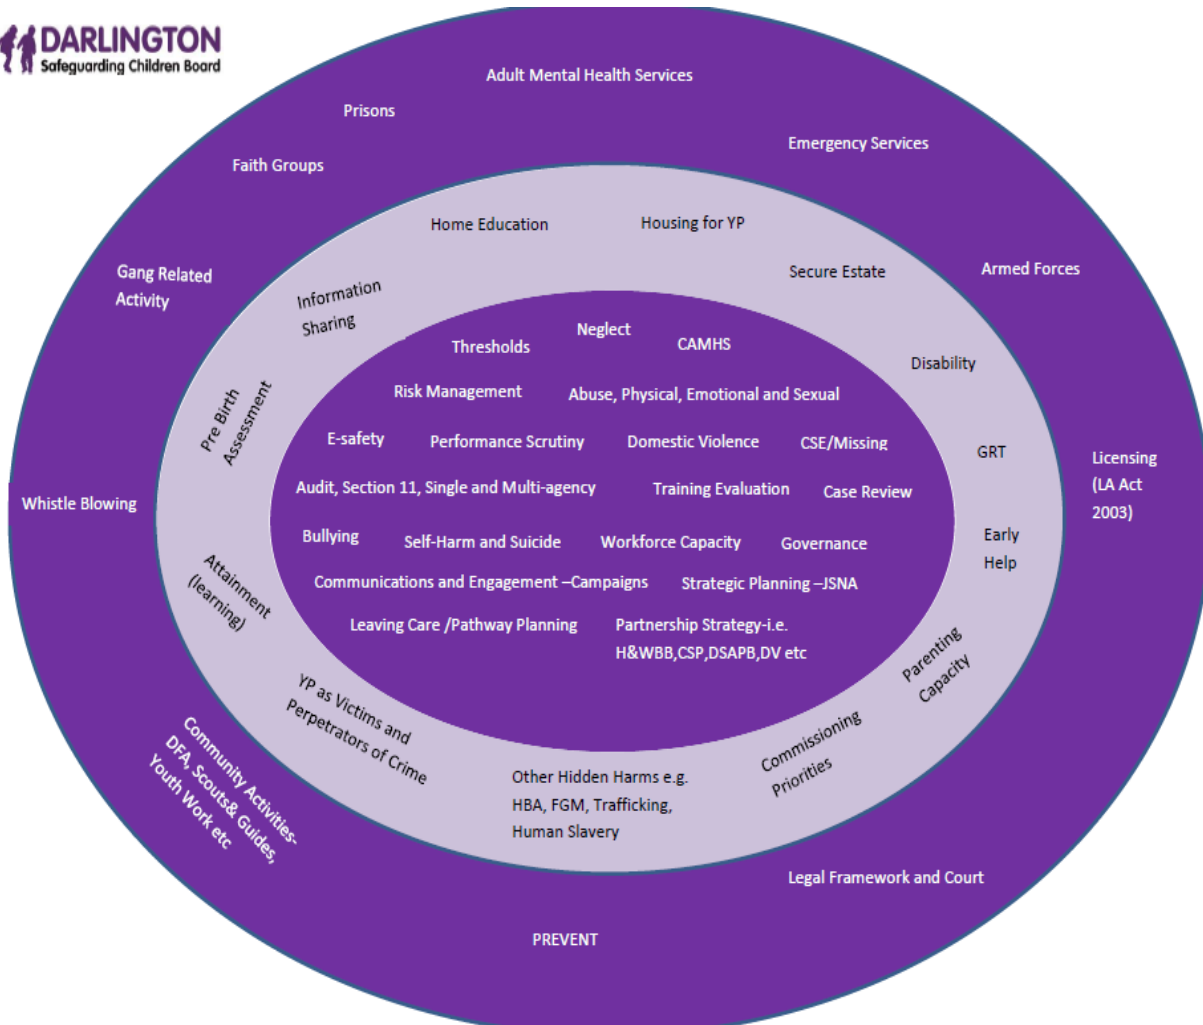 DARLINGTON
Safeguarding Children Board
Adult Mental Health Services
Prisons
Emergency Services
Faith Groups
Home Education
Housing for YP
Gang Related
Activity
Information
Sharing
Secure Estate
Armed Forces
Neglect
Thresholds
CAMHS
Disability
Risk Management
Abuse, Physical, Emotional and Sexual
Pre Birth
Assessment
E-safety
Performance Scrutiny
Domestic Violence
CSE/Missing
GRT
Licensing
(LA Act
2003)
Whistle Blowing
Audit, Section 11, Single and Multi-agency
Training Evaluation
Case Review
Bullying
Self-Harm and Suicide
Workforce Capacity
Governance
Early
Help
Attainment
(learning)
Communications and Engagement –Campaigns
Strategic Planning –JSNA
Leaving Care /Pathway Planning
Partnership Strategy-i.e.
H&WBB,CSP,DSAPB,DV etc
Parenting
Capacity
YP as Victims and
Perpetrators of Crime
Commissioning
Priorities
Community Activities-
DFA, Scouts& Guides,
Youth Work etc
Other Hidden Harms e.g.
HBA, FGM, Trafficking,
Human Slavery
Legal Framework and Court
PREVENT